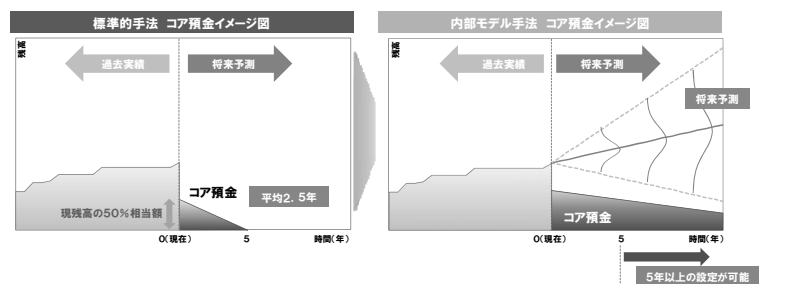 標準的手法 コア預金イメージ図
残高
過去実績
将来予測
コア預金
平均2.5年
現残高の50%相当額
0(現在)
5
時間(年)
内部モデル手法 コア預金イメージ図
残高
過去実績
将来予測
将来予測
コア預金
0(現在)
5
時間(年)
5年以上の設定が可能